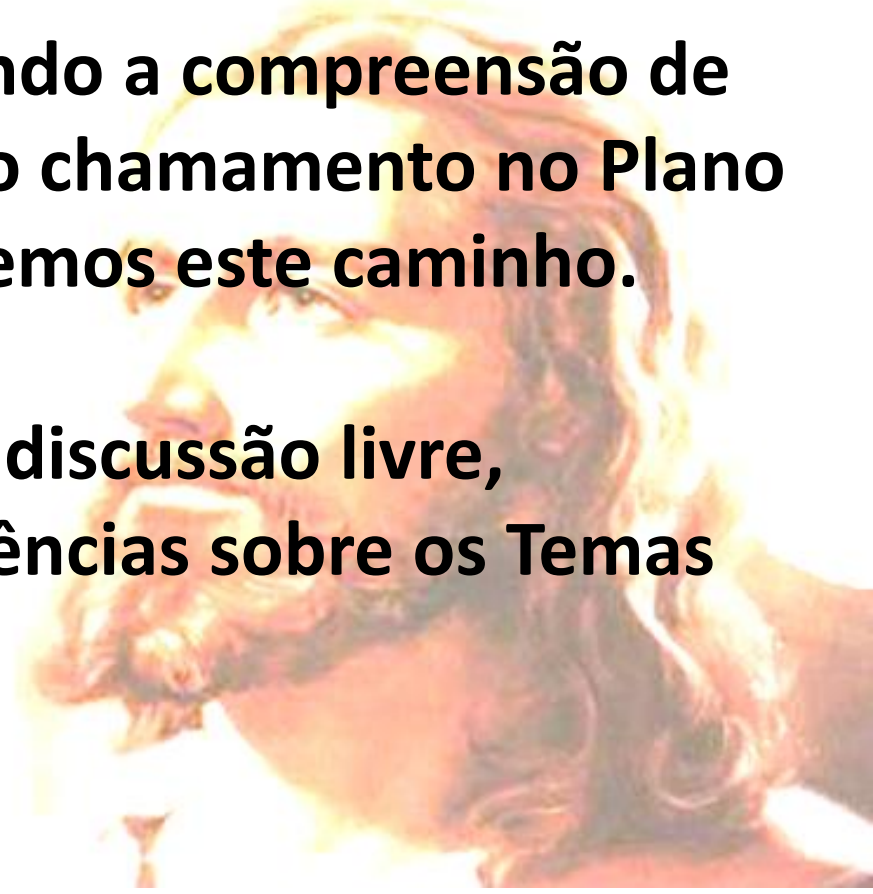 ndo a compreensão de
o chamamento no Plano
emos este caminho.
discussão livre,
ências sobre os Temas